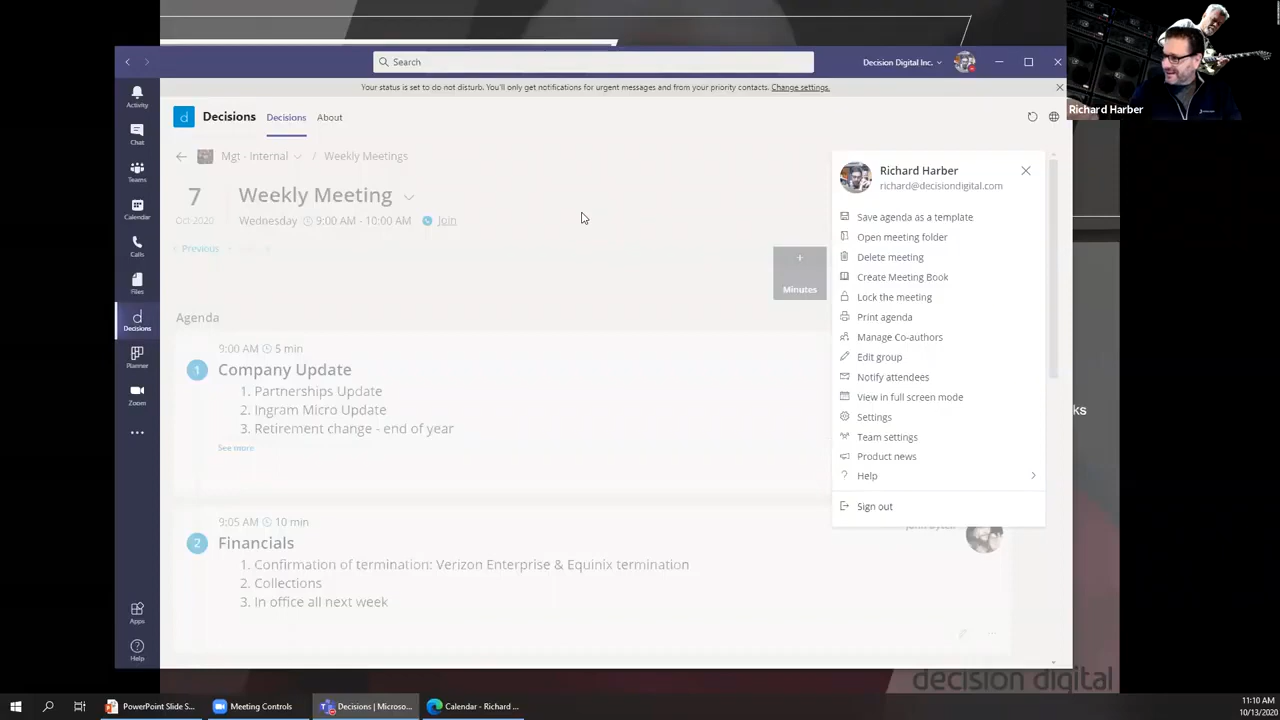 Search
Decision Digital Inc.
Richard Harber
Your status is set to do not disturb. You'll only get notifications for urgent messages and from your priority contacts. Change settings.
Activity
Chat
Teams
Calendar
Calls
Files
Decisions
Planner
Zoom
Apps
Help
d Decisions Decisions About
Mgt - Internal / Weekly Meetings
7 Weekly Meeting
Oct 2020 Wednesday 9:00 AM - 10:00 AM Join
Previous
+
Minutes
Agenda
9:00 AM 5 min
1 Company Update
1. Partnerships Update
2. Ingram Micro Update
3. Retirement change - end of year
See more
9:05 AM 10 min
2 Financials
1. Confirmation of termination: Verizon Enterprise & Equinix termination
2. Collections
3. In office all next week
Richard Harber
richard@decisiondigital.com
Save agenda as a template
Open meeting folder
Delete meeting
Create Meeting Book
Lock the meeting
Print agenda
Manage Co-authors
Edit group
Notify attendees
View in full screen mode
Settings
Team settings
Product news
Help
Sign out
ks
decision digital
PowerPoint Slide S...
Meeting Controls
Decisions | Microso...
Calendar - Richard ...
11:10 AM
10/13/2020